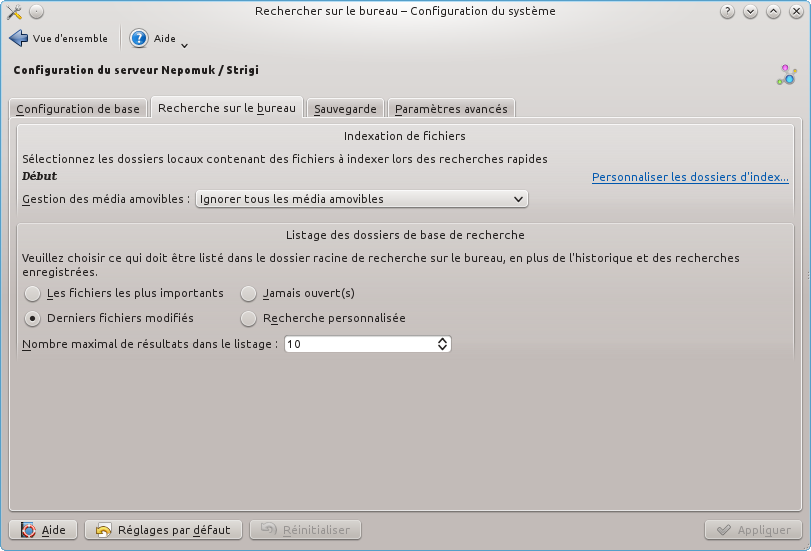 Rechercher sur le bureau – Configuration du système
Vue d'ensemble
Aide
Configuration du serveur Nepomuk / Strigi
Configuration de base
Recherche sur le bureau
Sauvegarde
Paramètres avancés
Indexation de fichiers
Sélectionnez les dossiers locaux contenant des fichiers à indexer lors des recherches rapides
Début
Personnaliser les dossiers d'index...
Gestion des média amovibles :
Ignorer tous les média amovibles
Listage des dossiers de base de recherche
Veuillez choisir ce qui doit être listé dans le dossier racine de recherche sur le bureau, en plus de l'historique et des recherches
enregistrées.
Les fichiers les plus importants
Jamais ouvert(s)
Derniers fichiers modifiés
Recherche personnalisée
Nombre maximal de résultats dans le listage :
10
Aide
Réglages par défaut
Réinitialiser
Appliquer